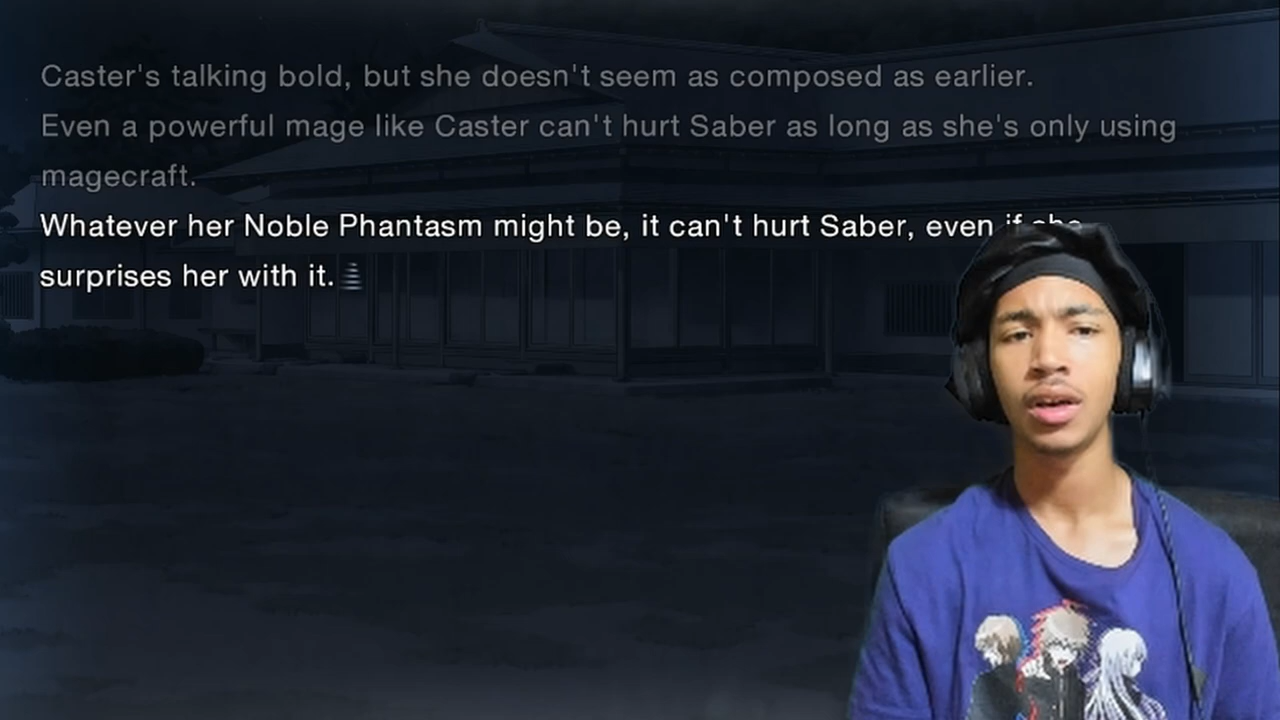 Caster's talking bold, but she doesn't seem as composed as earlier.
Even a powerful mage like Caster can't hurt Saber as long as she's only using
magecraft.
Whatever her Noble Phantasm might be, it can't hurt Saber, even if she
surprises her with it.